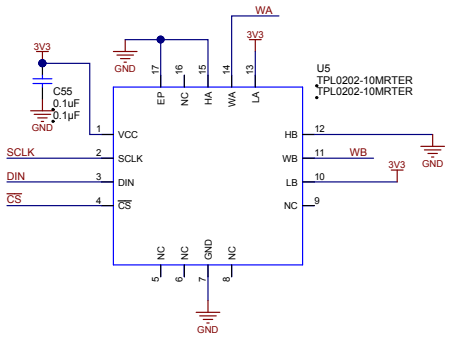 WA
3V3
3V3
GND
17
16
15
14
13
U5
TPL0202-10MRTER
TPL0202-10MRTER
EP
NC
HA
WA
LA
C55
0.1uF
0.1µF
GND
1
VCC
HB
12
SCLK
2
SCLK
WB
11
WB
GND
3V3
DIN
3
DIN
LB
10
CS
4
CS
NC
9
NC
NC
GND
NC
5
6
7
8
GND